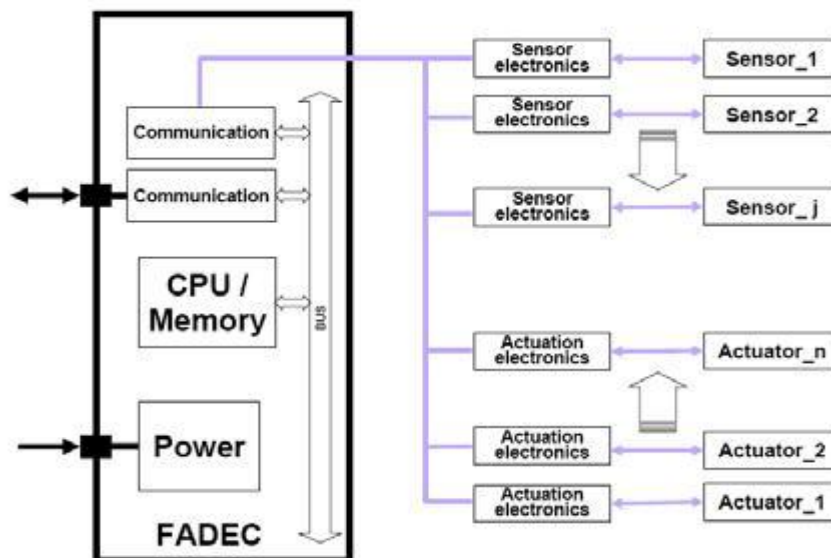 Sensor
electronics
Sensor_1
Sensor
electronics
Sensor_2
Communication
Communication
Sensor
electronics
Sensor_j
CPU /
Memory
BUS
Actuation
electronics
Actuator_n
Power
Actuation
electronics
Actuator_2
Actuation
electronics
Actuator_1
FADEC